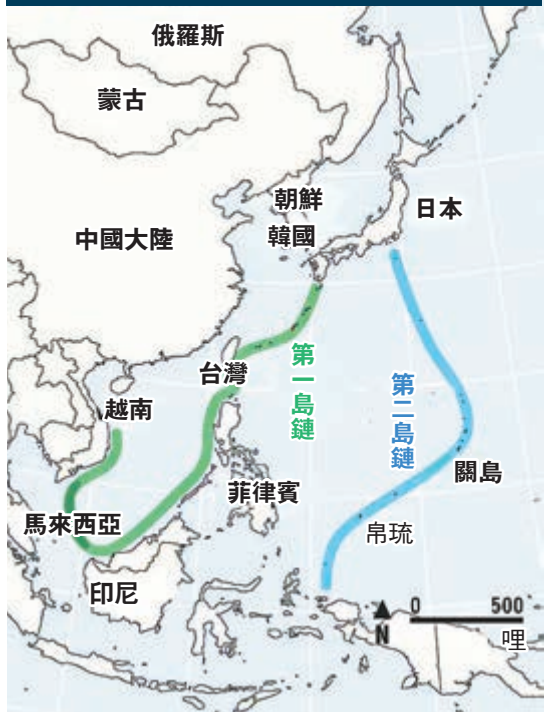 俄羅斯
蒙古
朝鮮
日本
韓國
中國大陸
第一島鏈
台灣
第二島鏈
越南
關島
菲律賓
馬來西亞
帛琉
印尼
N
0 500
哩